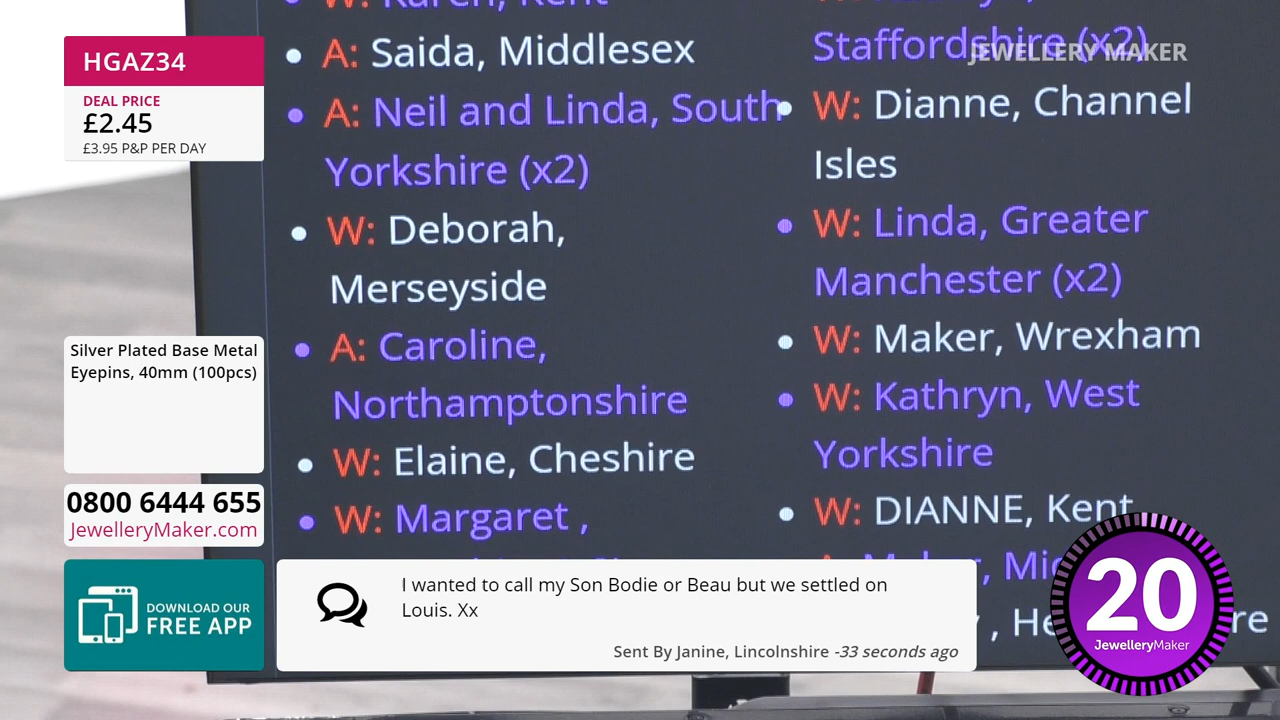 HGAZ34
DEAL PRICE
£2.45
£3.95 P&P PER DAY
Silver Plated Base Metal
Eyepins, 40mm (100pcs)
0800 6444 655
JewelleryMaker.com
DOWNLOAD OUR
FREE APP
W: Karen, Kent
A: Saida, Middlesex
A: Neil and Linda, South
Yorkshire (x2)
W: Deborah,
Merseyside
A: Caroline,
Northamptonshire
W: Elaine, Cheshire
W: Margaret ,
Staffordshire (x2)
JEWELLERY MAKER
W: Dianne, Channel
Isles
W: Linda, Greater
Manchester (x2)
W: Maker, Wrexham
W: Kathryn, West
Yorkshire
W: DIANNE, Kent
I wanted to call my Son Bodie or Beau but we settled on
Louis. Xx
Sent By Janine, Lincolnshire -33 seconds ago
20
JewelleryMaker